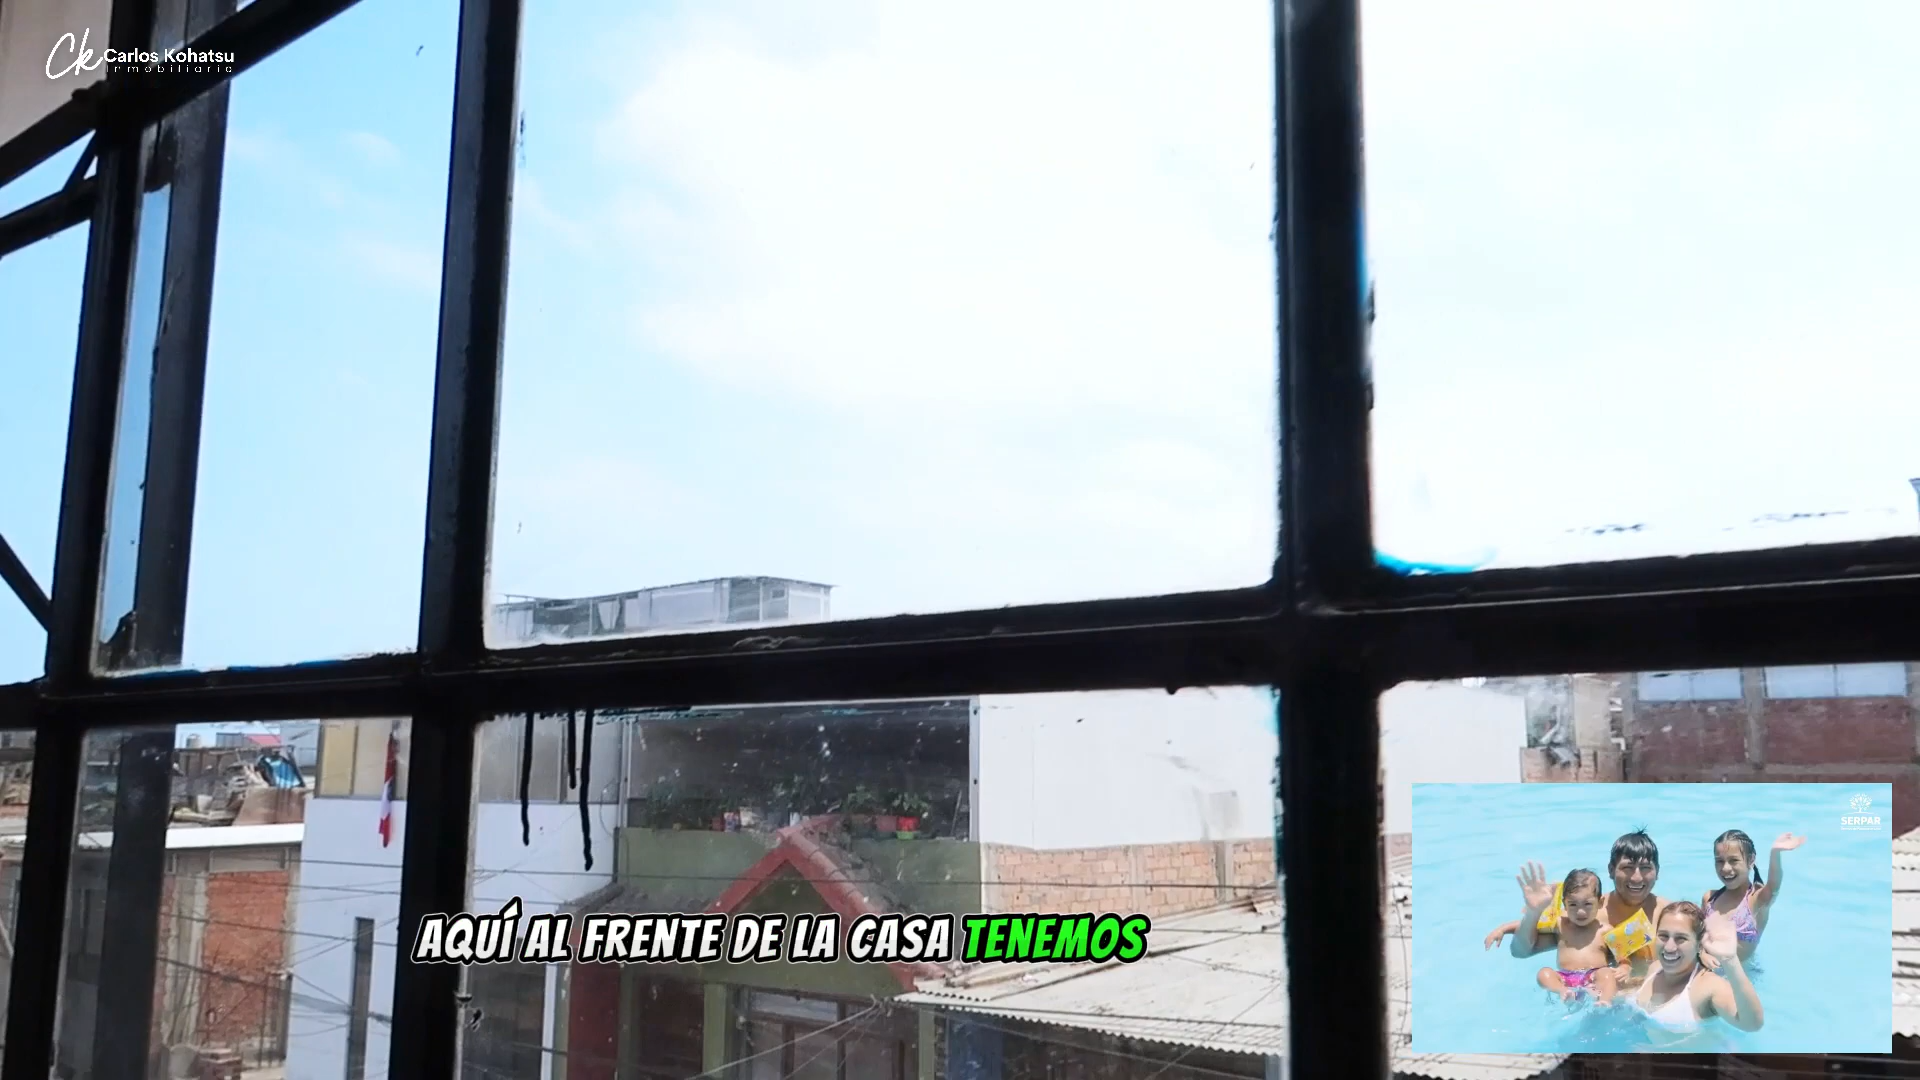 Ck Carlos Kohatsu
Inmobiliaria
AQUÍ AL FRENTE DE LA CASA TENEMOS
SERPAR